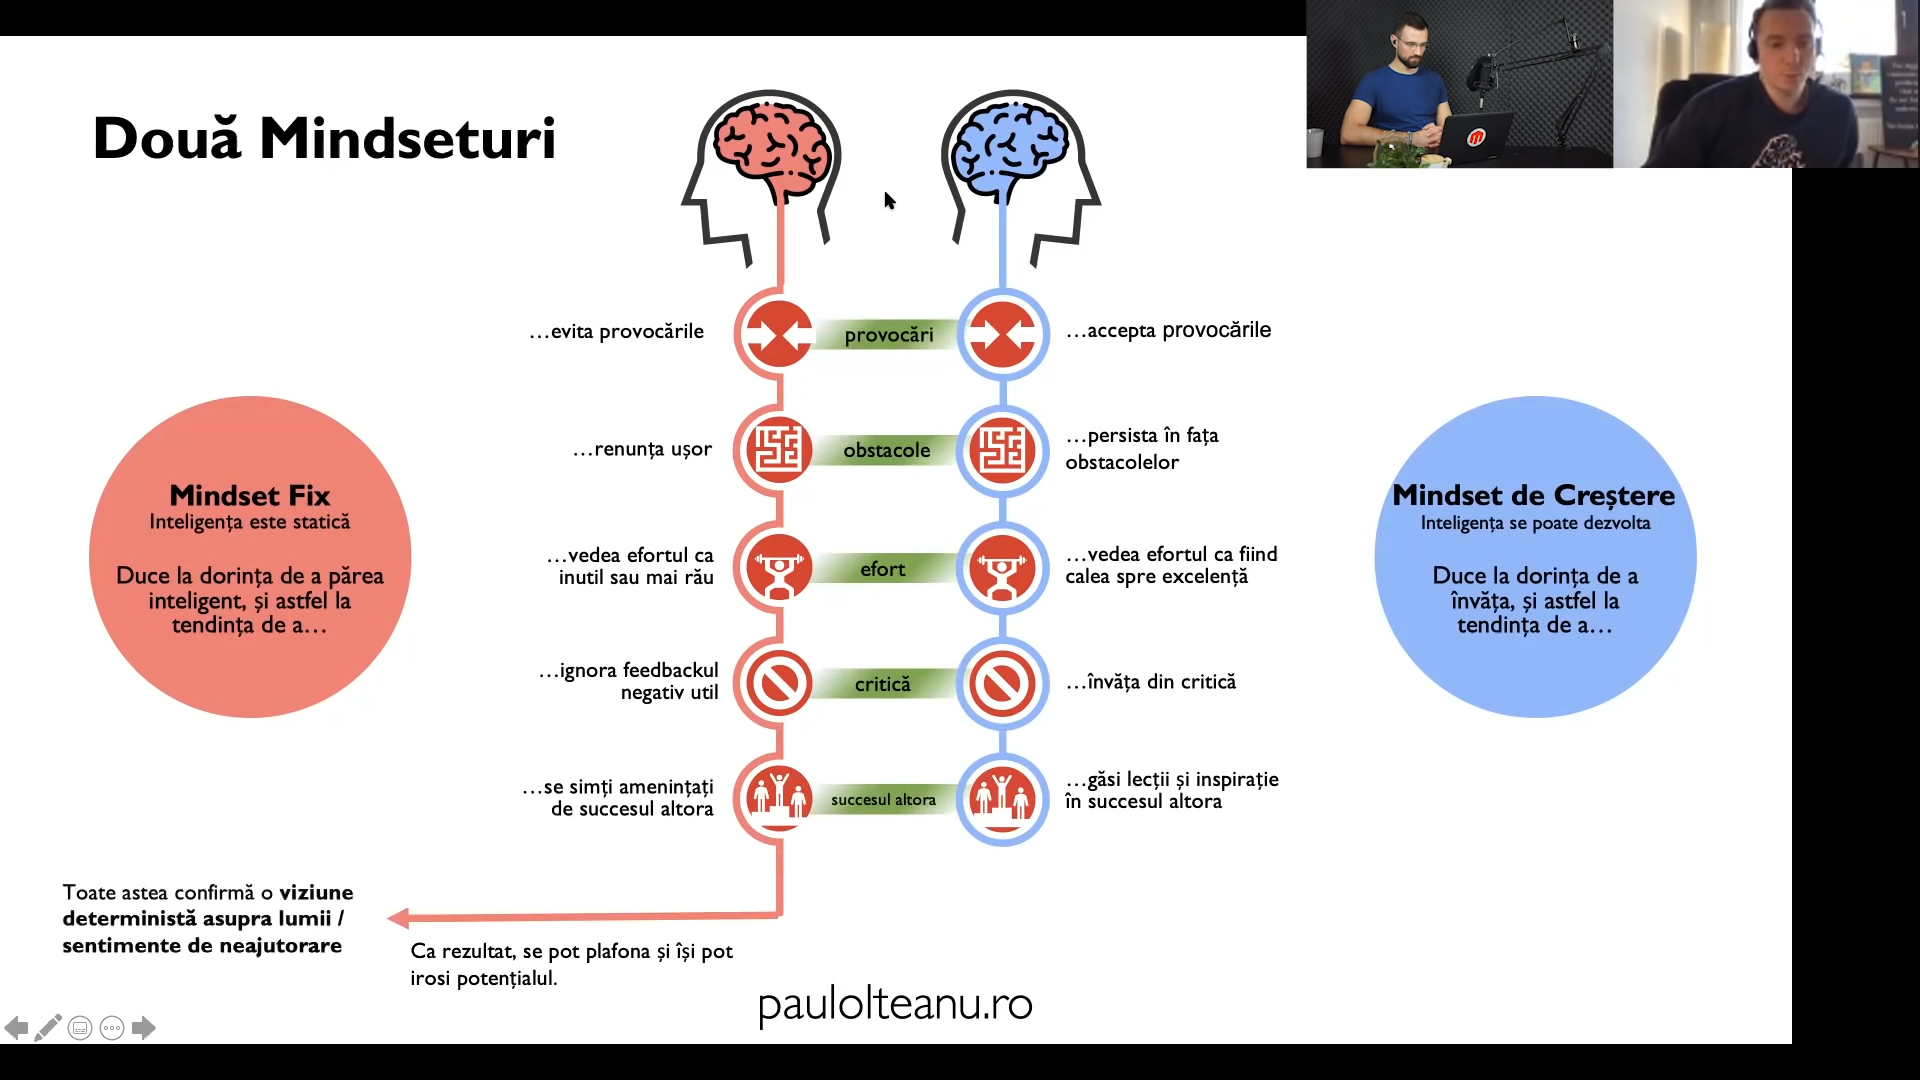 Două Mindseturi
…evita provocările
provocări
…accepta provocările
…renunța ușor
obstacole
…persista în fața
obstacolelor
Mindset Fix
Inteligența este statică
Duce la dorința de a părea
inteligent, și astfel la
tendința de a…
…vedea efortul ca
inutil sau mai rău
efort
…vedea efortul ca fiind
calea spre excelență
Mindset de Creștere
Inteligența se poate dezvolta
Duce la dorința de a
învăța, și astfel la
tendința de a…
…ignora feedbackul
negativ util
critică
…învăța din critică
…se simți amenințați
de succesul altora
succesul altora
…găsi lecții și inspirație
în succesul altora
Toate astea confirmă o viziune
deterministă asupra lumii /
sentimente de neajutorare
Ca rezultat, se pot plafona și își pot
irosi potențialul.
paulolteanu.ro